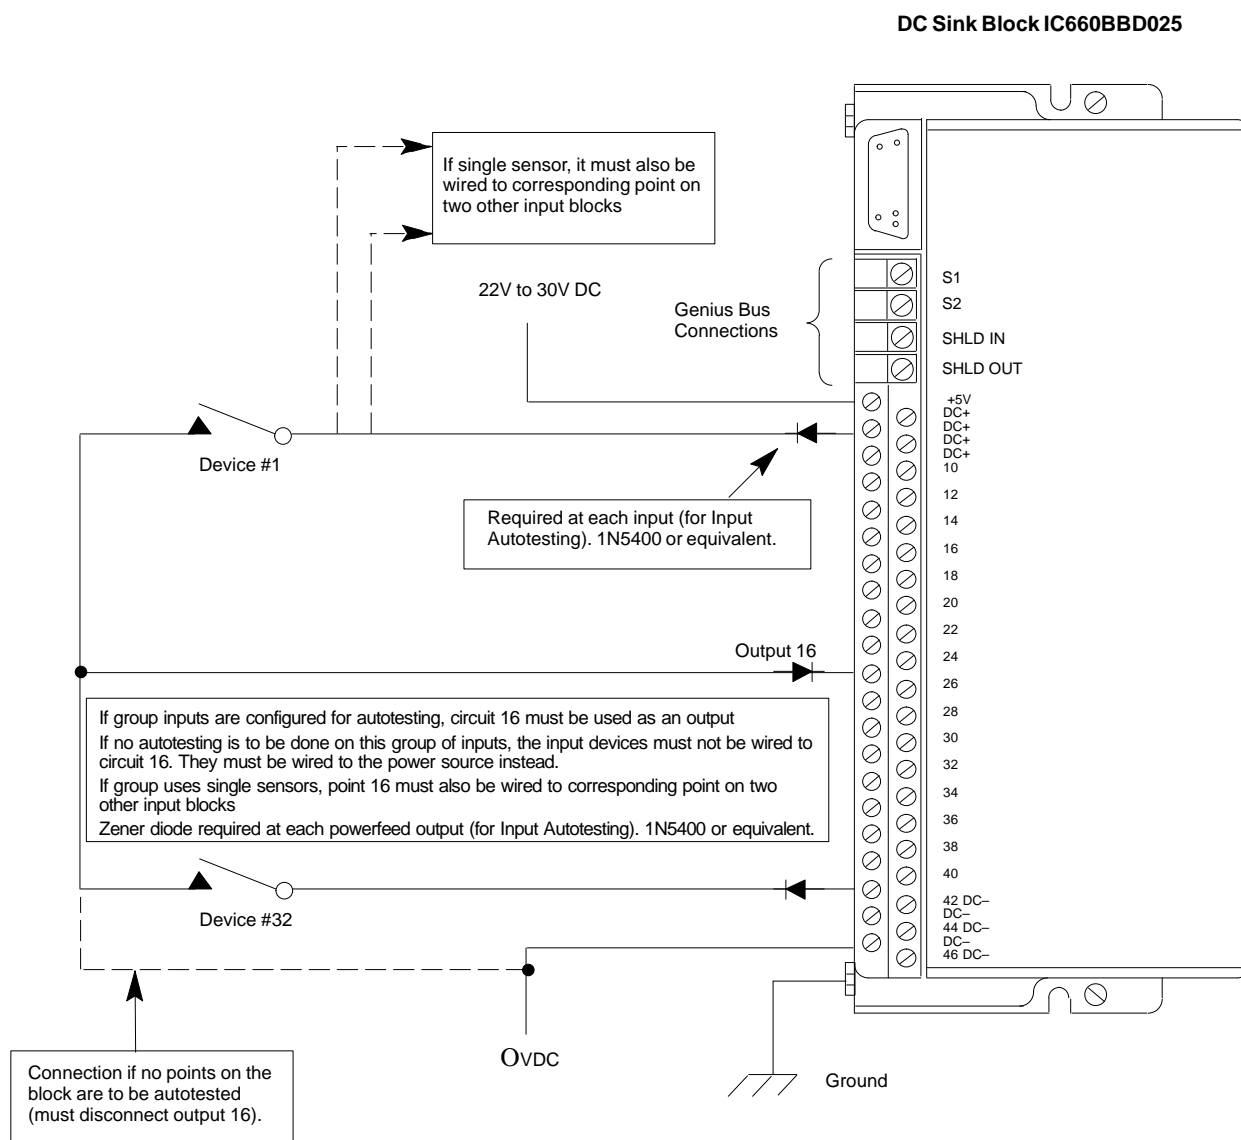 DC Sink Block IC660BBD025
If single sensor, it must also be
wired to corresponding point on
two other input blocks
22V to 30V DC
Genius Bus
Connections
S1
S2
SHLD IN
SHLD OUT
+5V
DC+
DC+
DC+
DC+
10
12
14
16
18
20
22
24
26
28
30
32
34
36
38
40
42 DC–
DC–
44 DC–
DC–
46 DC–
Device #1
Required at each input (for Input
Autotesting). 1N5400 or equivalent.
Output 16
If group inputs are configured for autotesting, circuit 16 must be used as an output
If no autotesting is to be done on this group of inputs, the input devices must not be wired to
circuit 16. They must be wired to the power source instead.
If group uses single sensors, point 16 must also be wired to corresponding point on two
other input blocks
Zener diode required at each powerfeed output (for Input Autotesting). 1N5400 or equivalent.
Device #32
OVDC
Ground
Connection if no points on the
block are to be autotested
(must disconnect output 16).